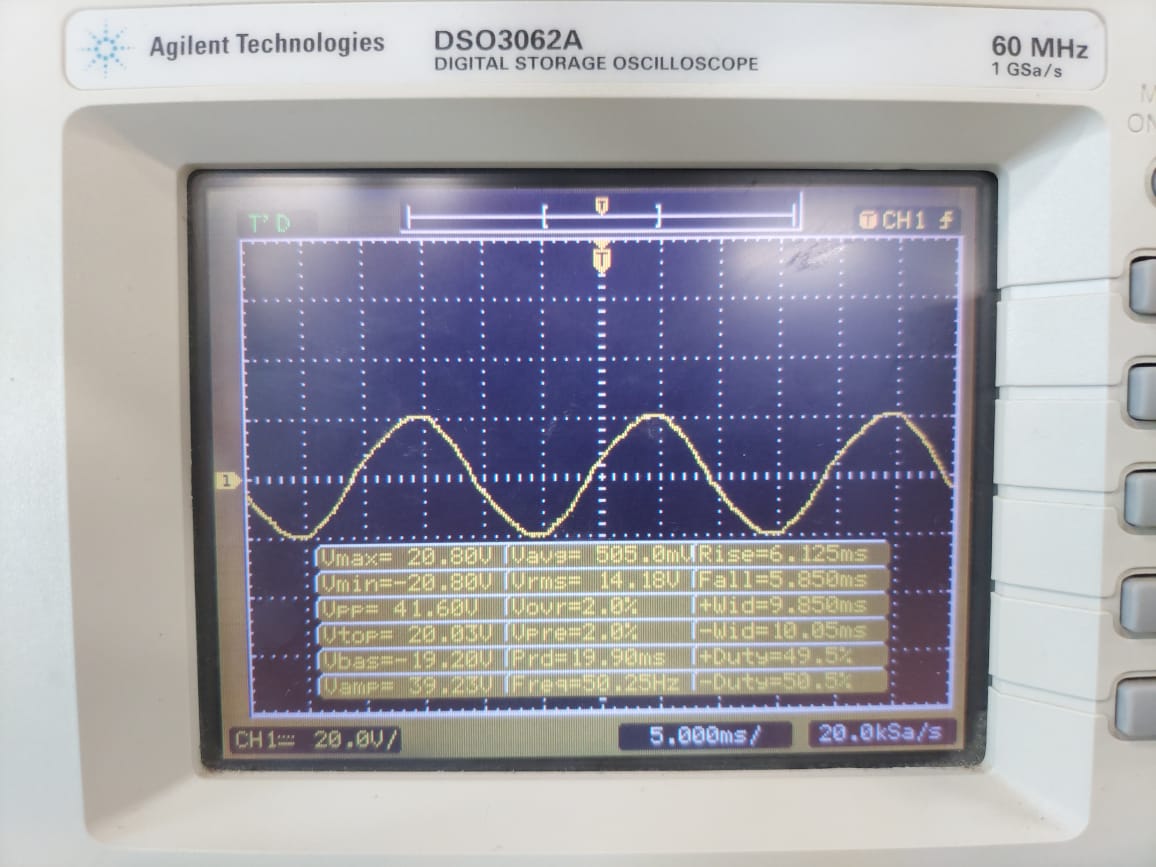 Agilent Technologies
DSO3062A
DIGITAL STORAGE OSCILLOSCOPE
60 MHz
1 GSa/s
ON
T'D
T
T CH1
T
1
Vmax= 20.80V Vavg= 505.0mV Rise=6.125ms
Vmin=-20.80V Vrms= 14.18V Fall=5.850ms
Vpp= 41.60V Vovr=2.0% +Wid=9.850ms
Vtop= 20.03V Vpre=2.0% -Wid=10.05ms
Vbas=-19.20V Prd=19.90ms +Duty=49.5%
Vamp= 39.23V Freq=50.25Hz -Duty=50.5%
CH1 20.0V/ 5.000ms/ 20.0kSa/s